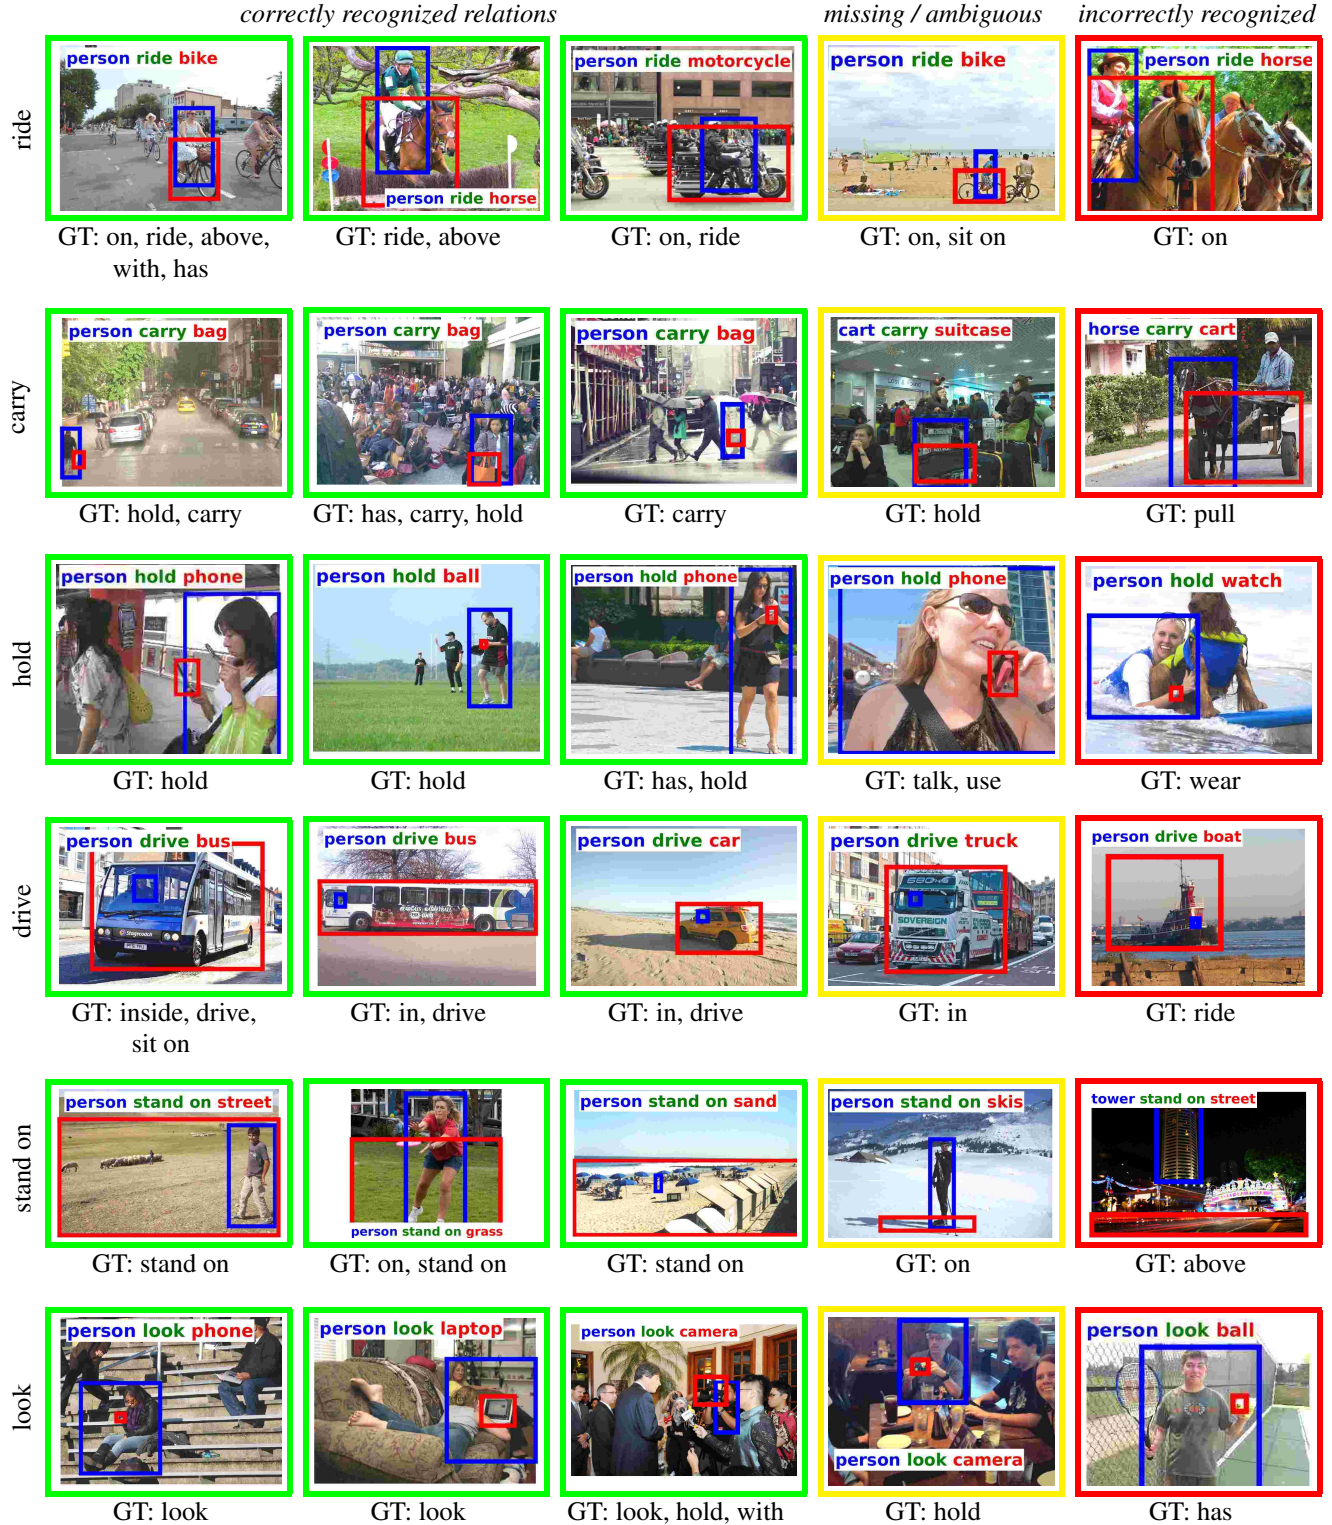 correctly recognized relations
missing / ambiguous
incorrectly recognized
ride
person ride bike
person ride horse
person ride motorcycle
person ride bike
person ride horse
GT: on, ride, above,
with, has
GT: ride, above
GT: on, ride
GT: on, sit on
GT: on
carry
person carry bag
person carry bag
person carry bag
cart carry suitcase
horse carry cart
GT: hold, carry
GT: has, carry, hold
GT: carry
GT: hold
GT: pull
hold
person hold phone
person hold ball
person hold phone
person hold phone
person hold watch
GT: hold
GT: hold
GT: has, hold
GT: talk, use
GT: wear
drive
person drive bus
Stagecoach
person drive bus
person drive car
person drive truck
SOVEREIGN
person drive boat
GT: inside, drive,
sit on
GT: in, drive
GT: in, drive
GT: in
GT: ride
stand on
person stand on street
person stand on grass
person stand on sand
person stand on skis
tower stand on street
GT: stand on
GT: on, stand on
GT: stand on
GT: on
GT: above
look
person look phone
person look laptop
person look camera
person look camera
person look ball
GT: look
GT: look
GT: look, hold, with
GT: hold
GT: has